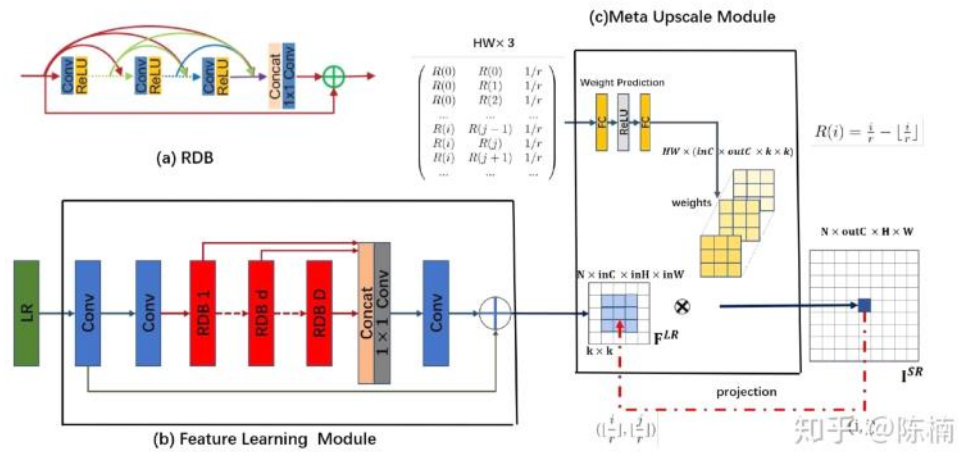 (c)Meta Upscale Module
HW× 3
R(0) R(0) 1/r
R(0) R(1) 1/r
R(0) R(2) 1/r
... ... ...
R(i) R(j − 1) 1/r
R(i) R(j) 1/r
R(i) R(j + 1) 1/r
... ... ...
Conv
ReLU
Conv
ReLU
Conv
ReLU
Concat
1x1 Conv
(a) RDB
Weight Prediction
FC
ReLU
FC
HW × (inC × outC × k × k)
R(i) = i/r − ⌊i/r⌋
weights
N × outC × H × W
N × inC × inH × inW
LR
Conv
Conv
RDB 1
RDB d
RDB D
Concat
1 × 1 Conv
Conv
F^LR
k × k
I^SR
projection
(b) Feature Learning Module
(⌊i/r⌋, ⌊j/r⌋)
知乎 @陈楠